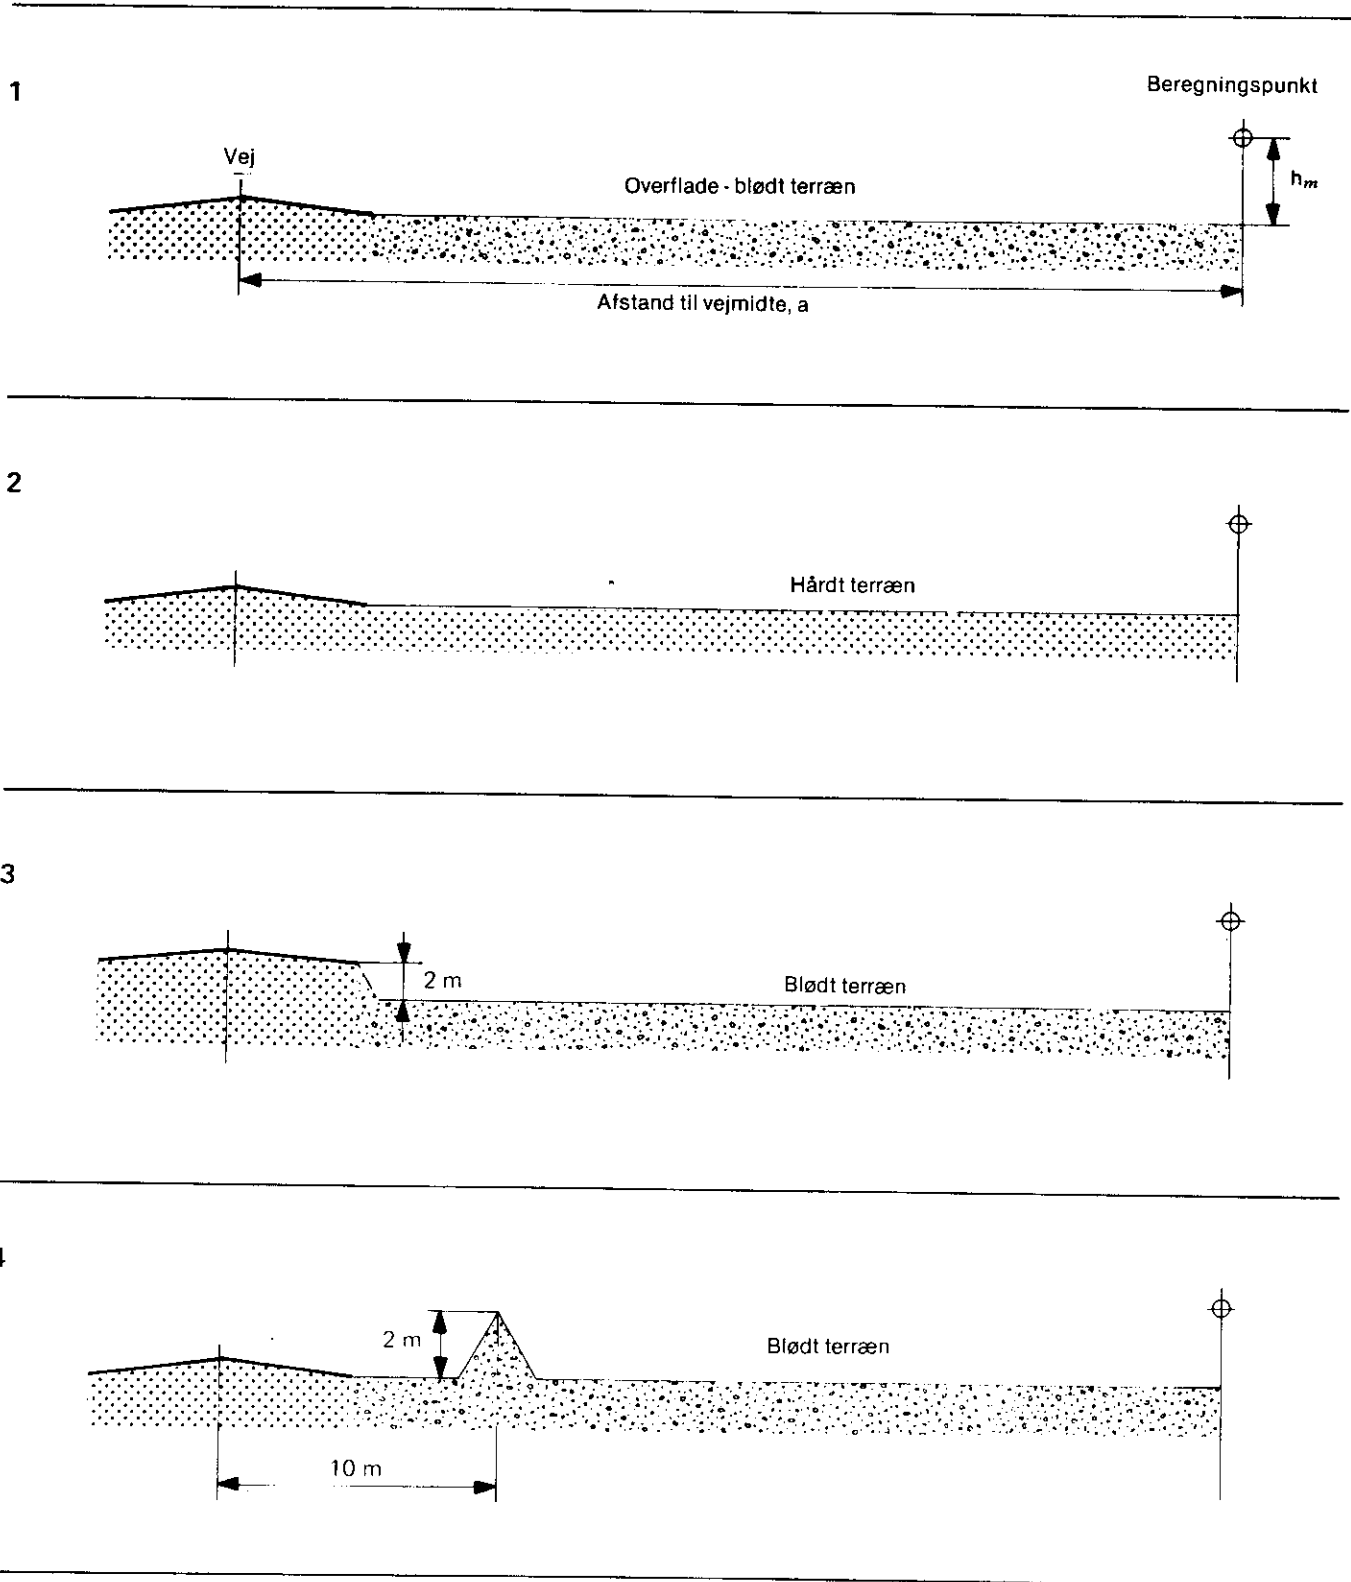 1
Beregningspunkt
Vej
Overflade - blødt terræn
hm
Afstand til vejmidte, a
2
Hårdt terræn
3
2 m
Blødt terræn
4
2 m
Blødt terræn
10 m